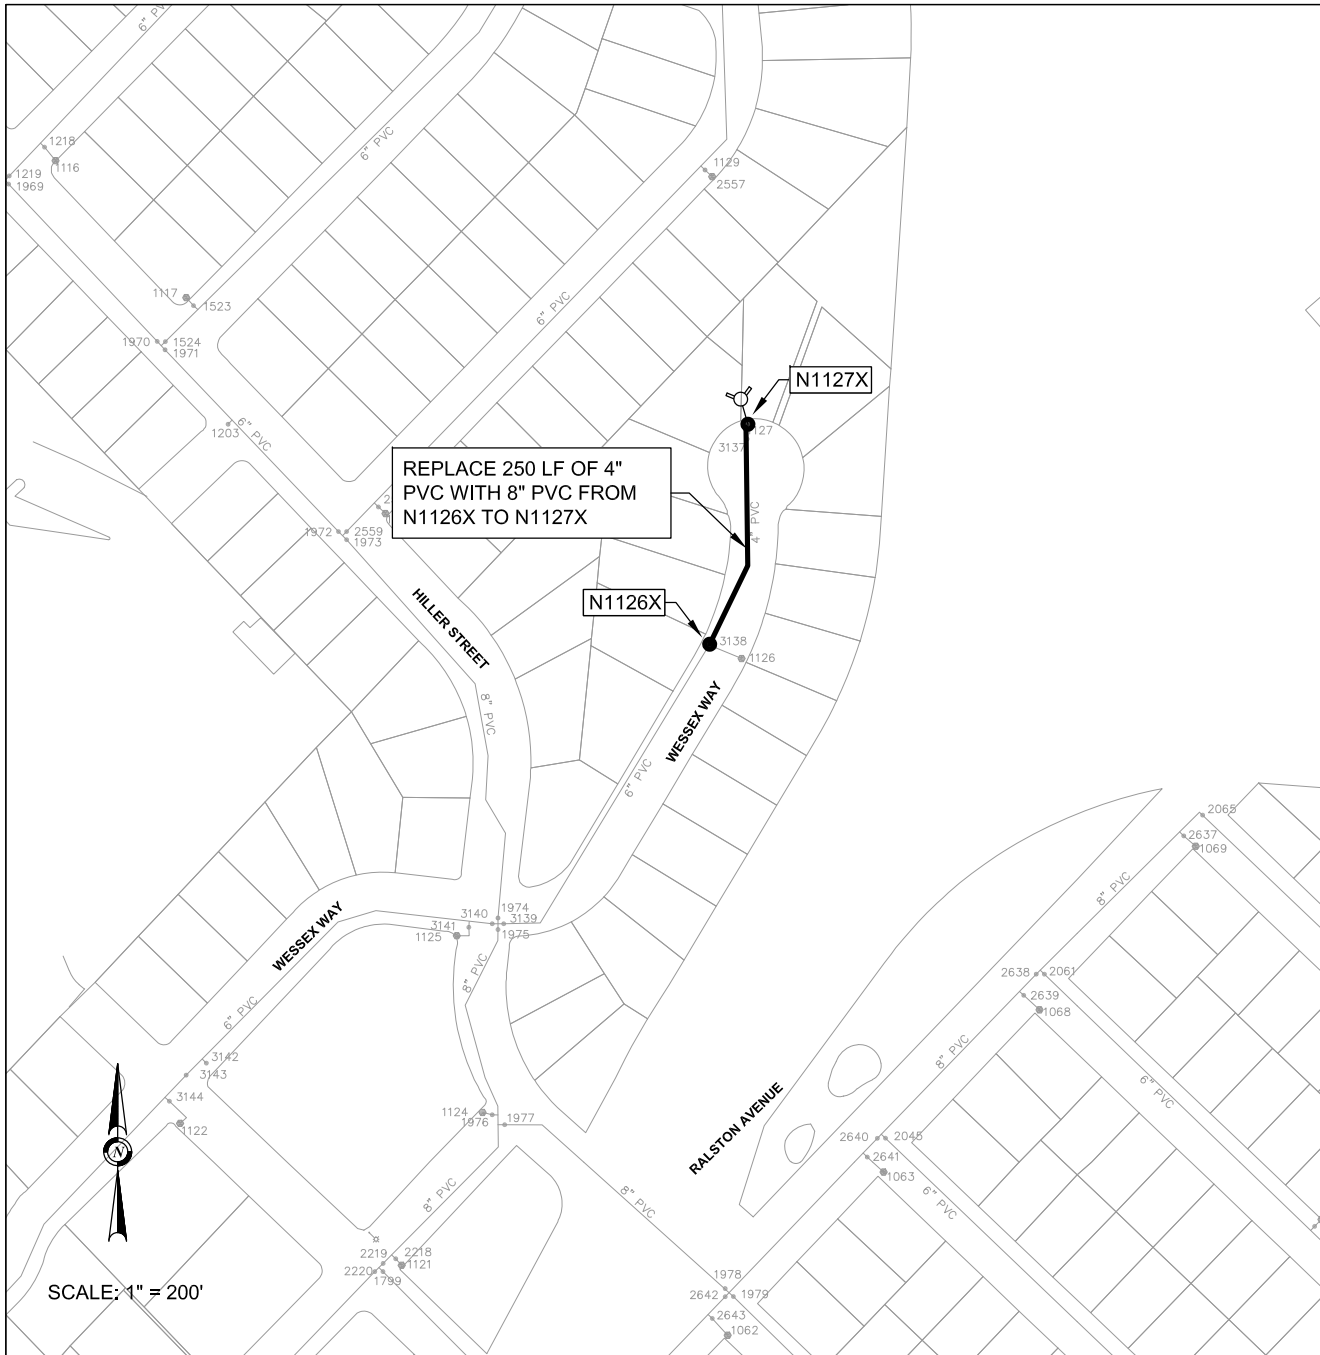 6" PVC
1218
1116
1219
1969
6" PVC
1129
2557
1117
1523
1970
1524
1971
6" PVC
1203
6" PVC
N1127X
127
3137
REPLACE 250 LF OF 4"
PVC WITH 8" PVC FROM
N1126X TO N1127X
4" PVC
1972
2559
1973
HILLER STREET
N1126X
3138
1126
8" PVC
WESSEX WAY
6" PVC
2065
2637
1069
8" PVC
1974
3140
3139
3141
1975
1125
WESSEX WAY
8" PVC
6" PVC
2638
2061
2639
1068
8" PVC
3142
3143
3144
1122
1124
1976
1977
6" PVC
RALSTON AVENUE
2640
2045
2641
1063
6" PVC
8" PVC
8" PVC
N
2219
2218
1121
2220
1799
SCALE: 1" = 200'
1978
2642
1979
2643
1062